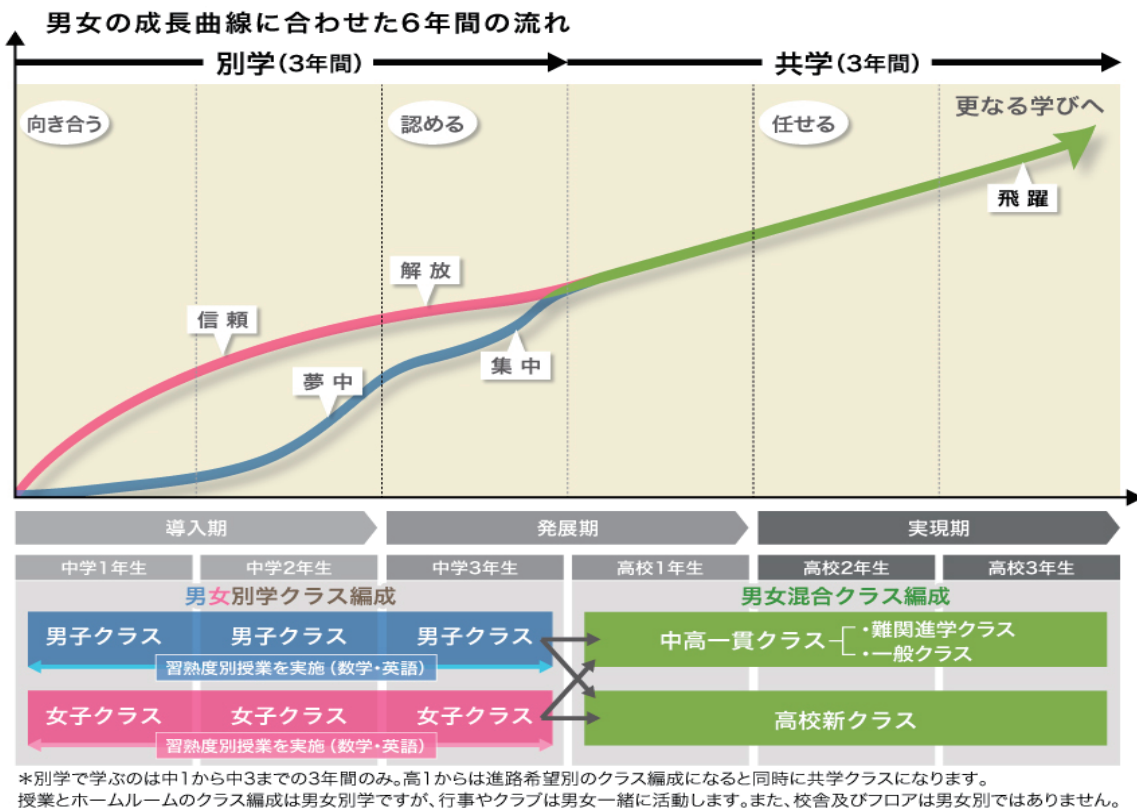 男女の成長曲線に合わせた6年間の流れ
別学(3年間)
共学(3年間)
向き合う
認める
任せる
更なる学びへ
飛躍
解放
信頼
夢中
集中
導入期
発展期
実現期
中学1年生
中学2年生
中学3年生
高校1年生
高校2年生
高校3年生
男女別学クラス編成
男女混合クラス編成
男子クラス
男子クラス
男子クラス
習熟度別授業を実施(数学・英語)
中高一貫クラス
・難関進学クラス
・一般クラス
女子クラス
女子クラス
女子クラス
習熟度別授業を実施(数学・英語)
高校新クラス
*別学で学ぶのは中1から中3までの3年間のみ。高1からは進路希望別のクラス編成になると同時に共学クラスになります。
授業とホームルームのクラス編成は男女別学ですが、行事やクラブは男女一緒に活動します。また、校舎及びフロアは男女別ではありません。